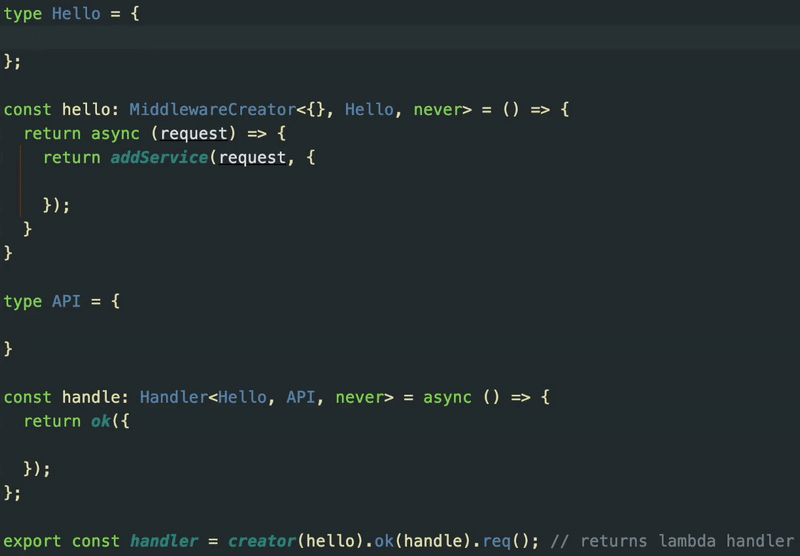 type Hello = {
};
const hello: MiddlewareCreator<{}, Hello, never> = () => {
return async (request) => {
return addService(request, {
});
}
}
type API = {
}
const handle: Handler<Hello, API, never> = async () => {
return ok({
});
};
export const handler = creator(hello).ok(handle).req(); // returns lambda handler